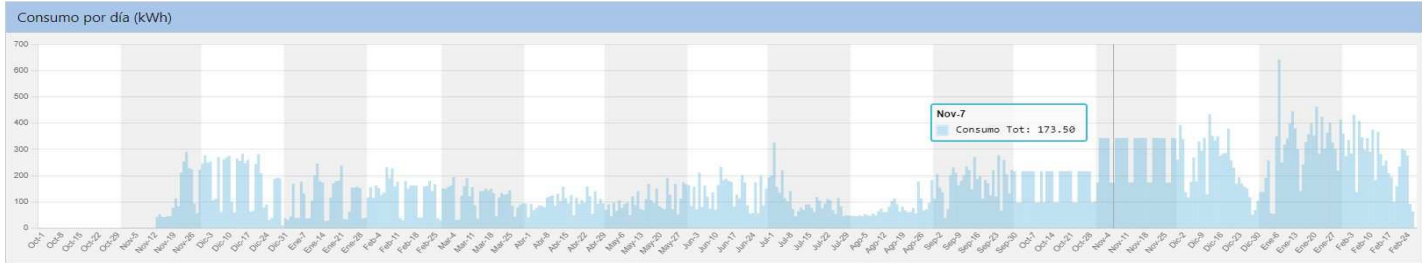 Consumo por día (kWh)
700
600
500
400
300
200
100
0
Nov-7
Consumo Tot: 173.50
Oct-1 Oct-8 Oct-15 Oct-22 Oct-29 Nov-5 Nov-12 Nov-19 Nov-26 Dic-3 Dic-10 Dic-17 Dic-24 Dic-31 Ene-7 Ene-14 Ene-21 Ene-28 Feb-4 Feb-11 Feb-18 Feb-25 Mar-4 Mar-11 Mar-18 Mar-25 Abr-1 Abr-8 Abr-15 Abr-22 Abr-29 May-6 May-13 May-20 May-27 Jun-3 Jun-10 Jun-17 Jun-24 Jul-1 Jul-8 Jul-15 Jul-22 Jul-29 Ago-5 Ago-12 Ago-19 Ago-26 Sep-2 Sep-9 Sep-16 Sep-23 Sep-30 Oct-7 Oct-14 Oct-21 Oct-28 Nov-4 Nov-11 Nov-18 Nov-25 Dic-2 Dic-9 Dic-16 Dic-23 Dic-30 Ene-6 Ene-13 Ene-20 Ene-27 Feb-3 Feb-10 Feb-17 Feb-24